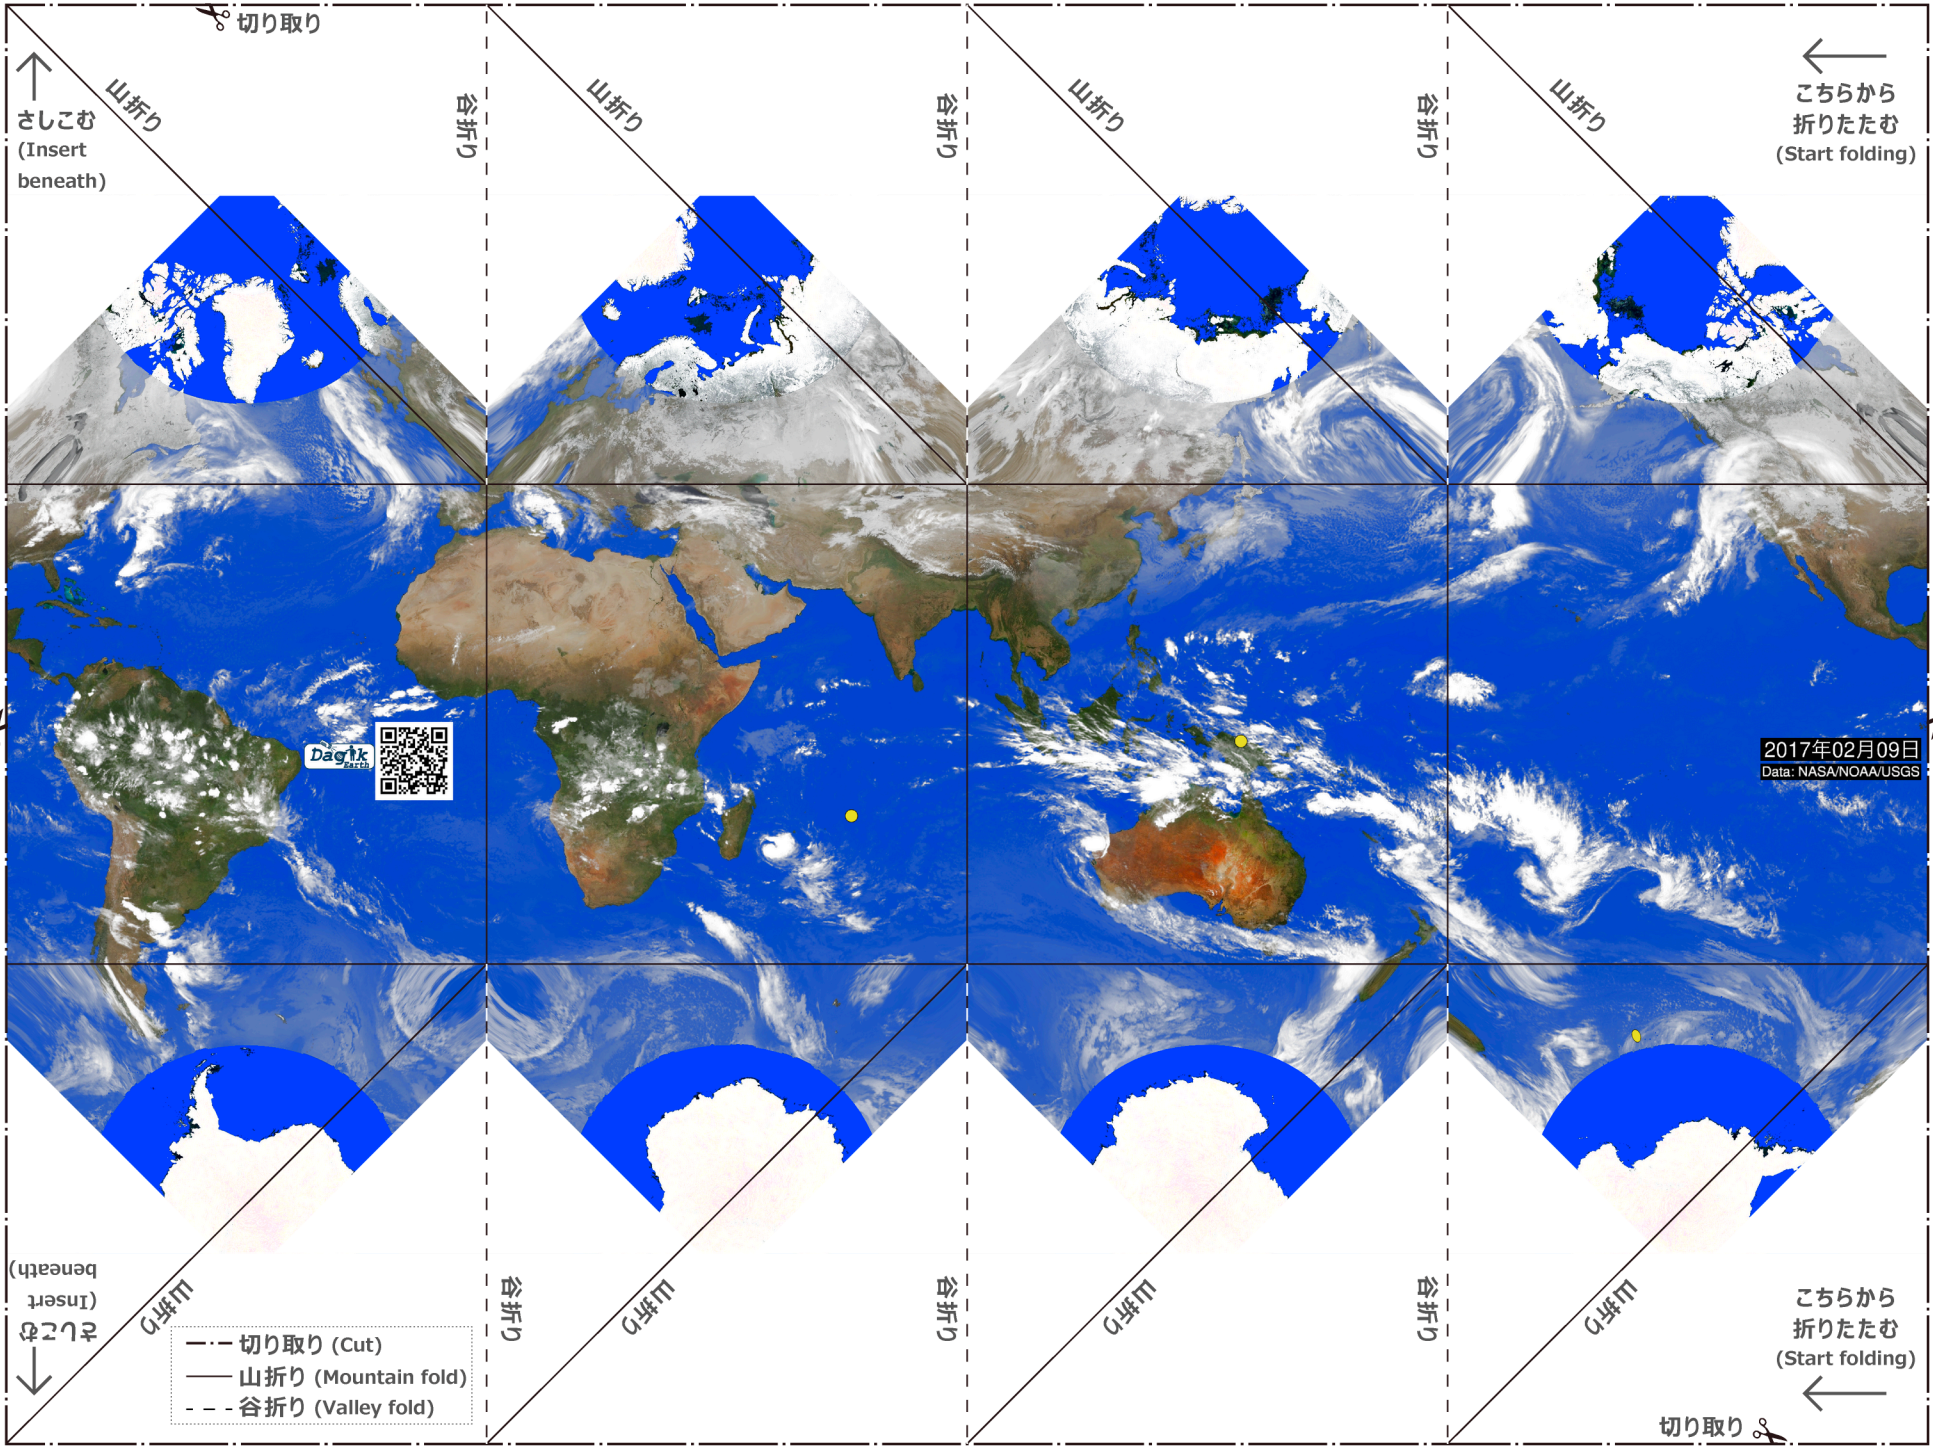 切り取り
山折り
谷折り
山折り
谷折り
山折り
谷折り
山折り
さしこむ
(Insert
beneath)
こちらから
折りたたむ
(Start folding)
Dagik
Earth
2017年02月09日
Data: NASA/NOAA/USGS
さしこむ
(Insert
beneath)
山折り
谷折り
山折り
谷折り
山折り
谷折り
山折り
切り取り (Cut)
山折り (Mountain fold)
谷折り (Valley fold)
こちらから
折りたたむ
(Start folding)
切り取り